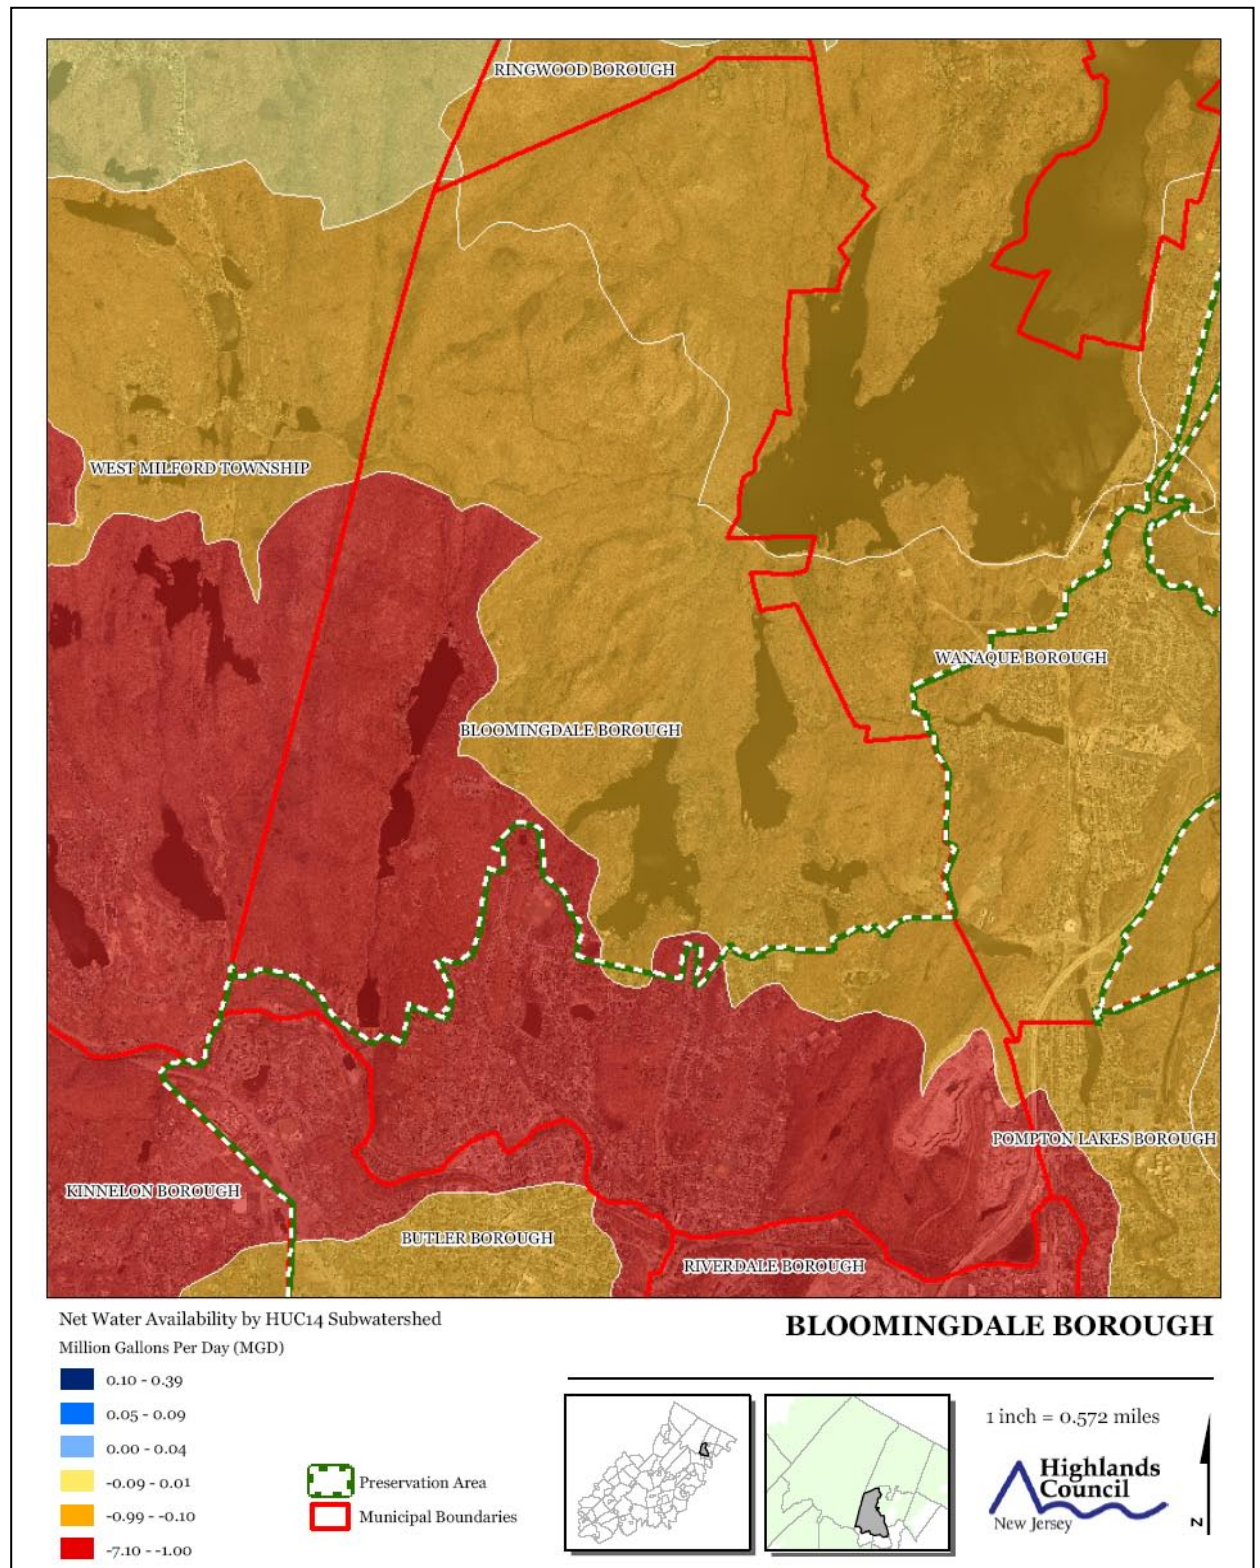 RINGWOOD BOROUGH
WEST MILFORD TOWNSHIP
WANAQUE BOROUGH
BLOOMINGDALE BOROUGH
POMPTON LAKES BOROUGH
KINNELON BOROUGH
BUTLER BOROUGH
RIVERDALE BOROUGH
Net Water Availability by HUC14 Subwatershed
Million Gallons Per Day (MGD)
0.10 - 0.39
0.05 - 0.09
0.00 - 0.04
-0.09 - 0.01
-0.99 - -0.10
-7.10 - -1.00
Preservation Area
Municipal Boundaries
BLOOMINGDALE BOROUGH
1 inch = 0.572 miles
Highlands
Council
New Jersey
N